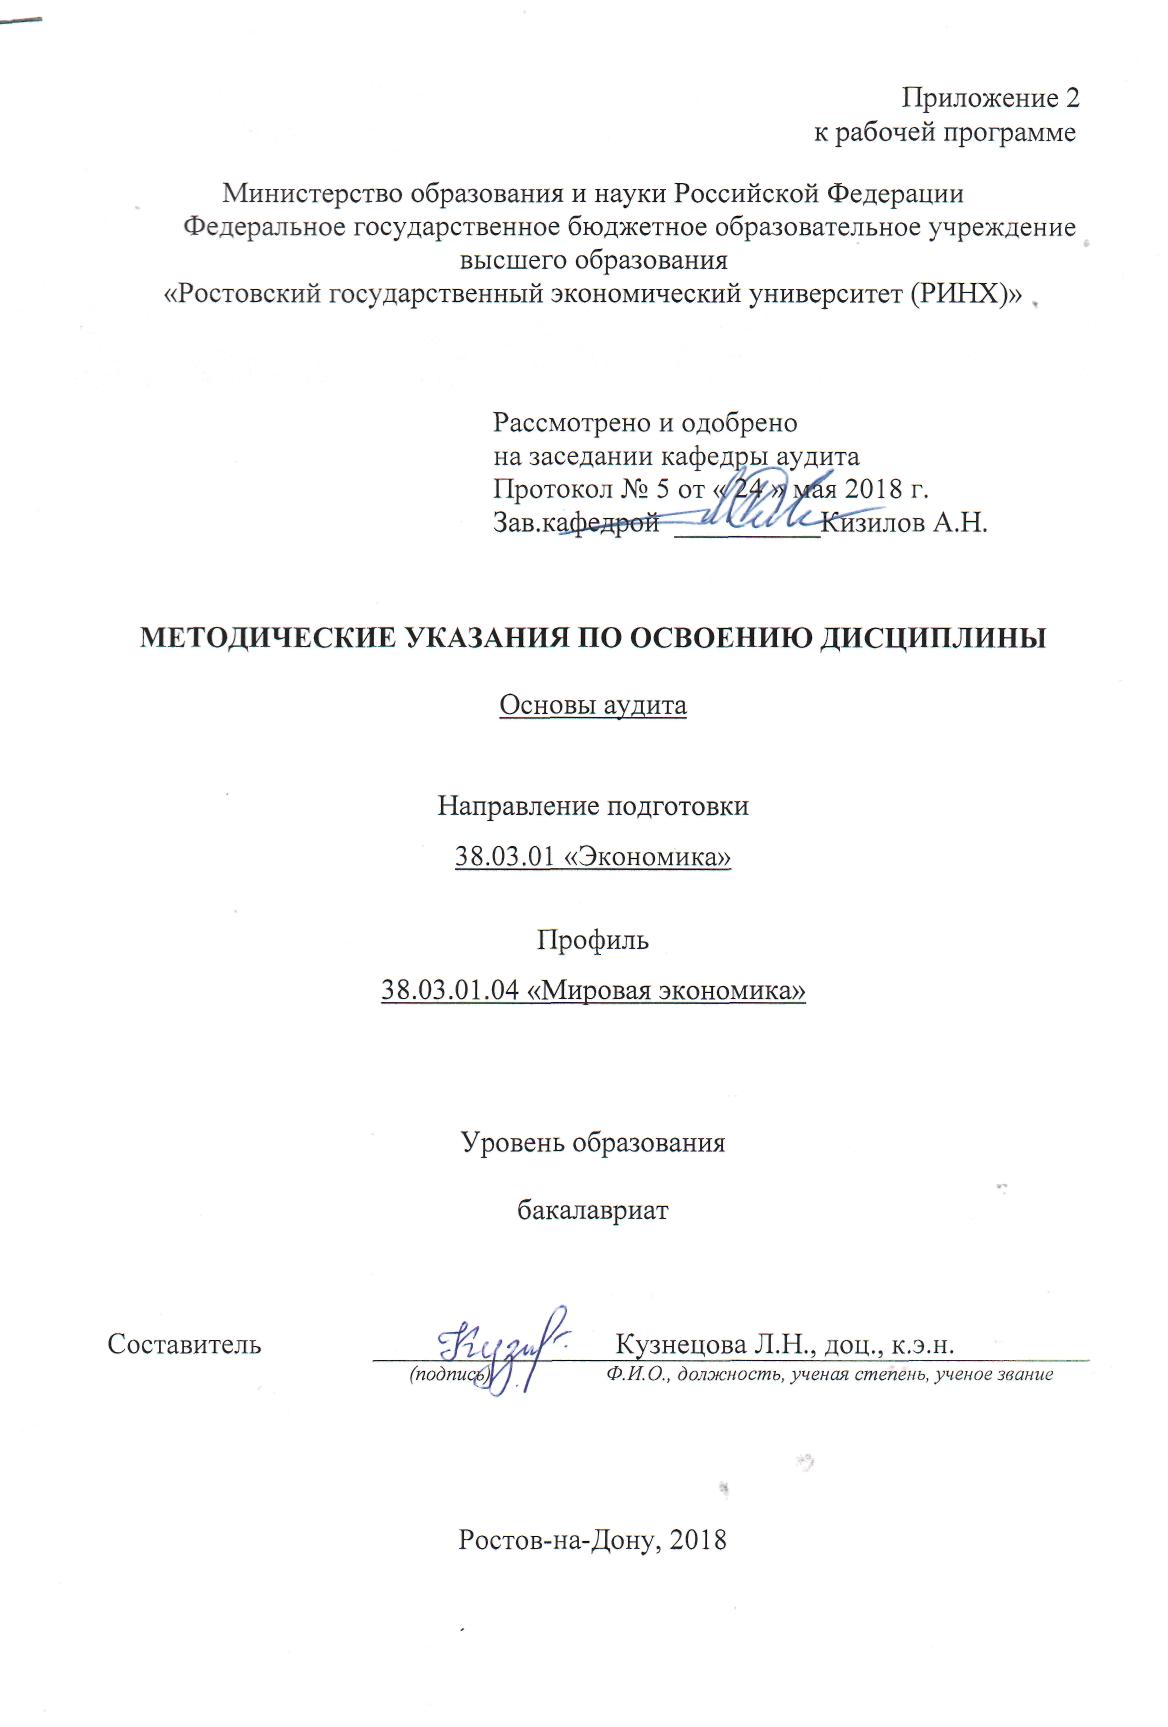 Приложение 2
к рабочей программе
Министерство образования и науки Российской Федерации
Федеральное государственное бюджетное образовательное учреждение
высшего образования
«Ростовский государственный экономический университет (РИНХ)»
Рассмотрено и одобрено
на заседании кафедры аудита
Протокол № 5 от « 24 » мая 2018 г.
Зав.кафедрой __________Кизилов А.Н.
МЕТОДИЧЕСКИЕ УКАЗАНИЯ ПО ОСВОЕНИЮ ДИСЦИПЛИНЫ
Основы аудита
Направление подготовки
38.03.01 «Экономика»
Профиль
38.03.01.04 «Мировая экономика»
Уровень образования
бакалавриат
Составитель Кузнецова Л.Н., доц., к.э.н.
(подпись) Ф.И.О., должность, ученая степень, ученое звание
Ростов-на-Дону, 2018